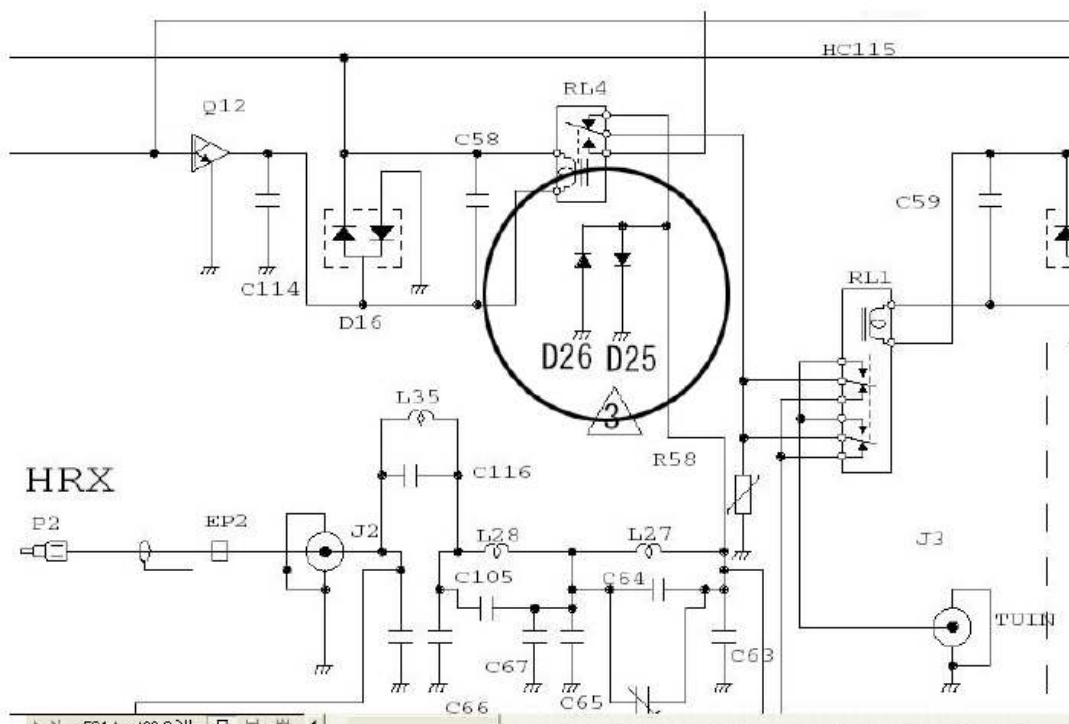 HC115
RL4
Q12
C58
C59
C114
RL1
D16
D26 D25
L35
3
R58
C116
HRX
P2
EP2
J2
L28
L27
J3
C105
C64
TUIN
C67
C63
C66
C65